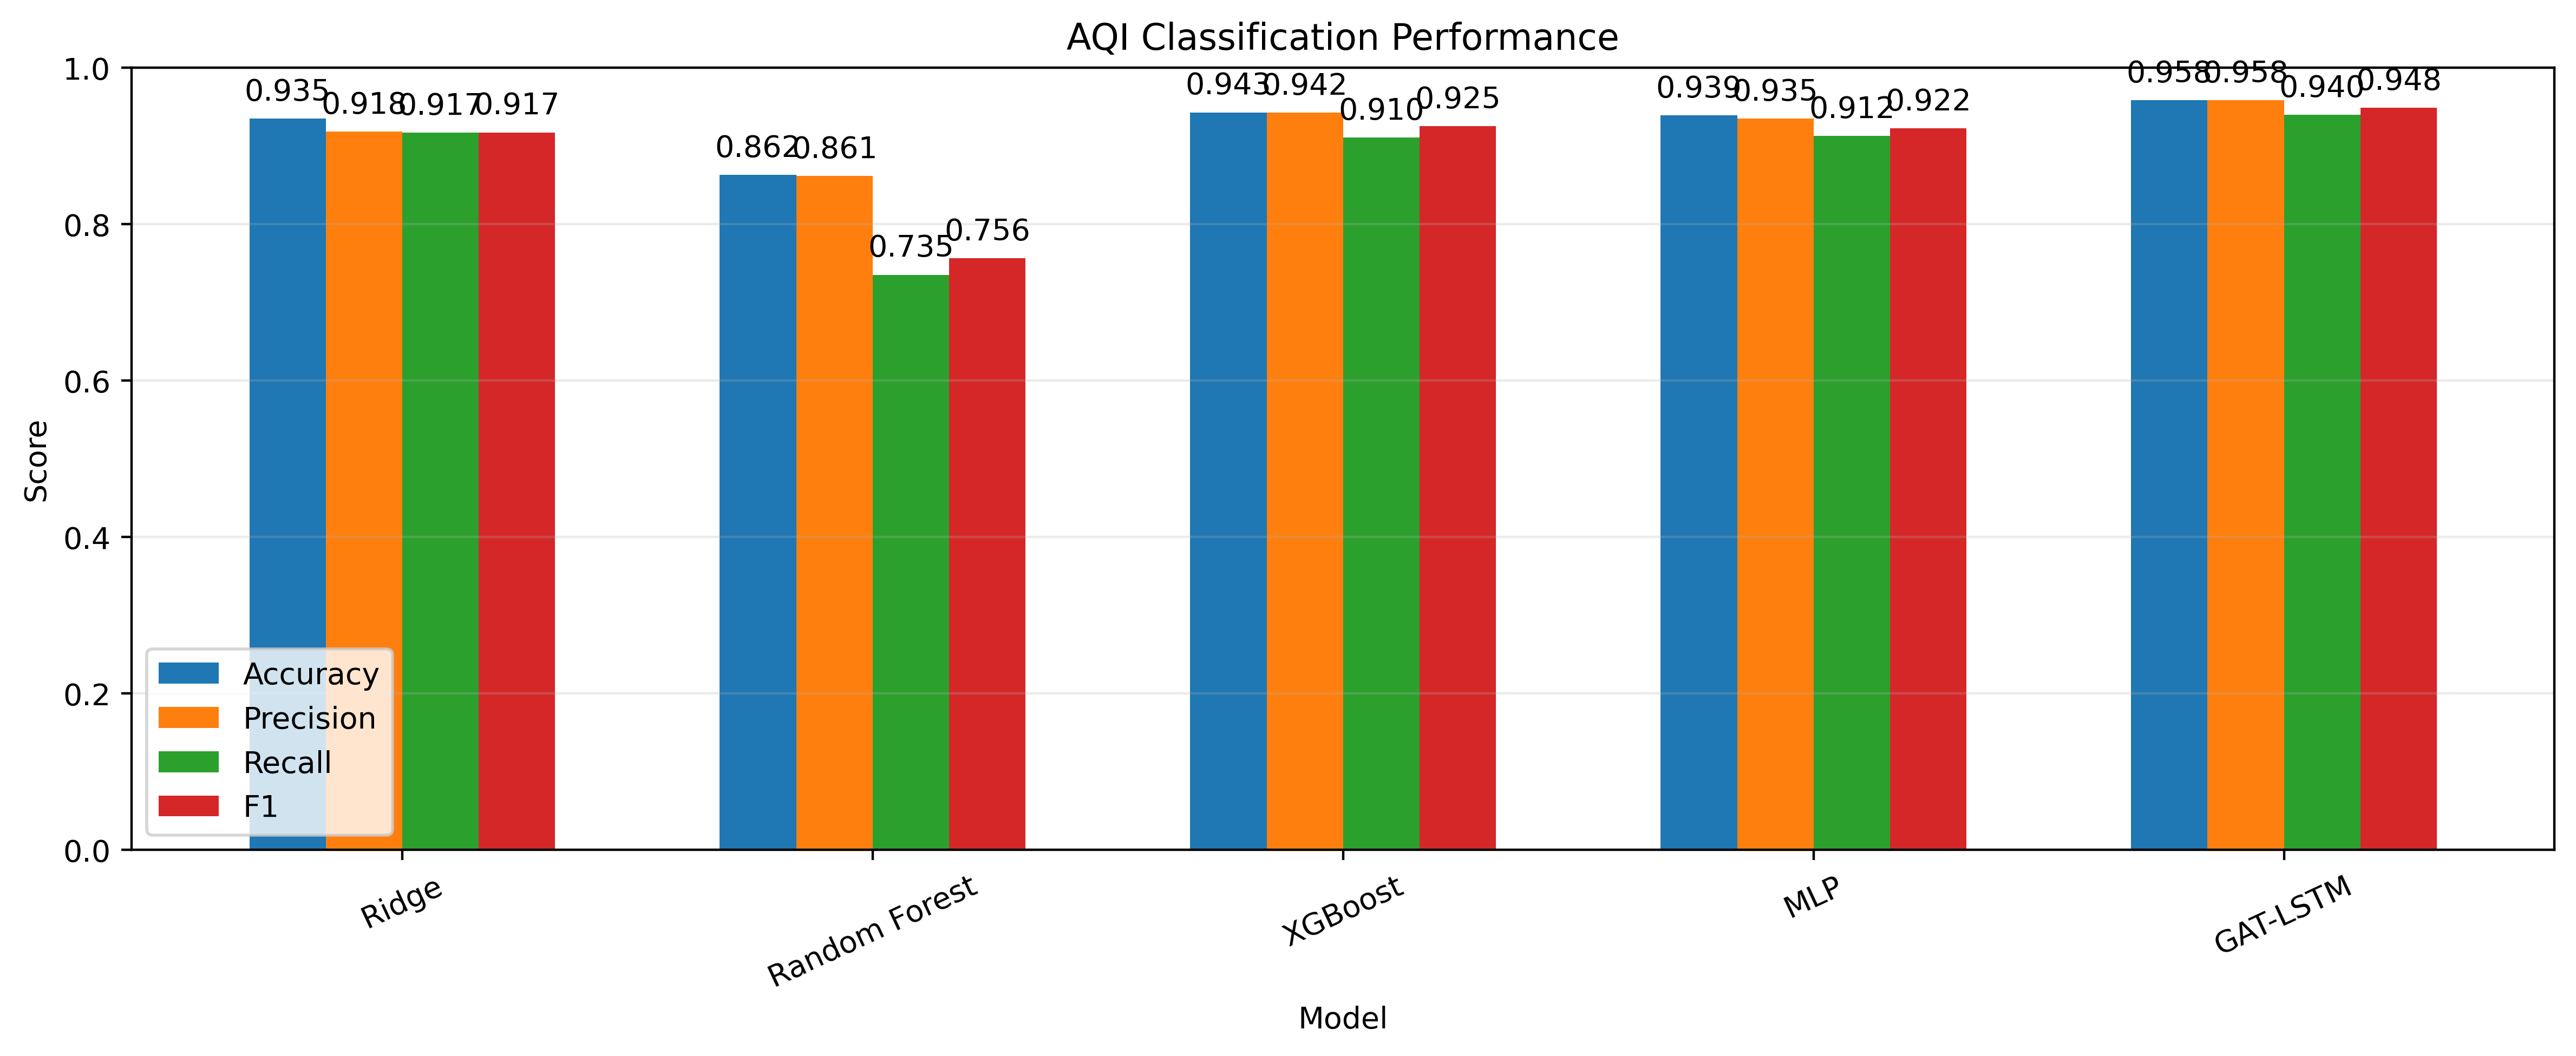 AQI Classification Performance
1.0
0.8
0.6
0.4
0.2
0.0
Score
0.935 0.918 0.917 0.917
0.862 0.861 0.735 0.756
0.943 0.942 0.910 0.925
0.939 0.935 0.912 0.922
0.958 0.958 0.940 0.948
Accuracy
Precision
Recall
F1
Ridge
Random Forest
XGBoost
MLP
GAT-LSTM
Model